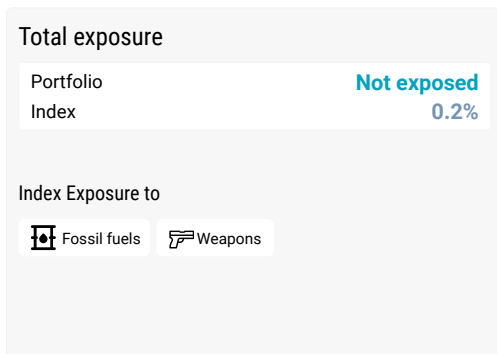 Total exposure
Portfolio Not exposed
Index 0.2%
Index Exposure to
Fossil fuels Weapons